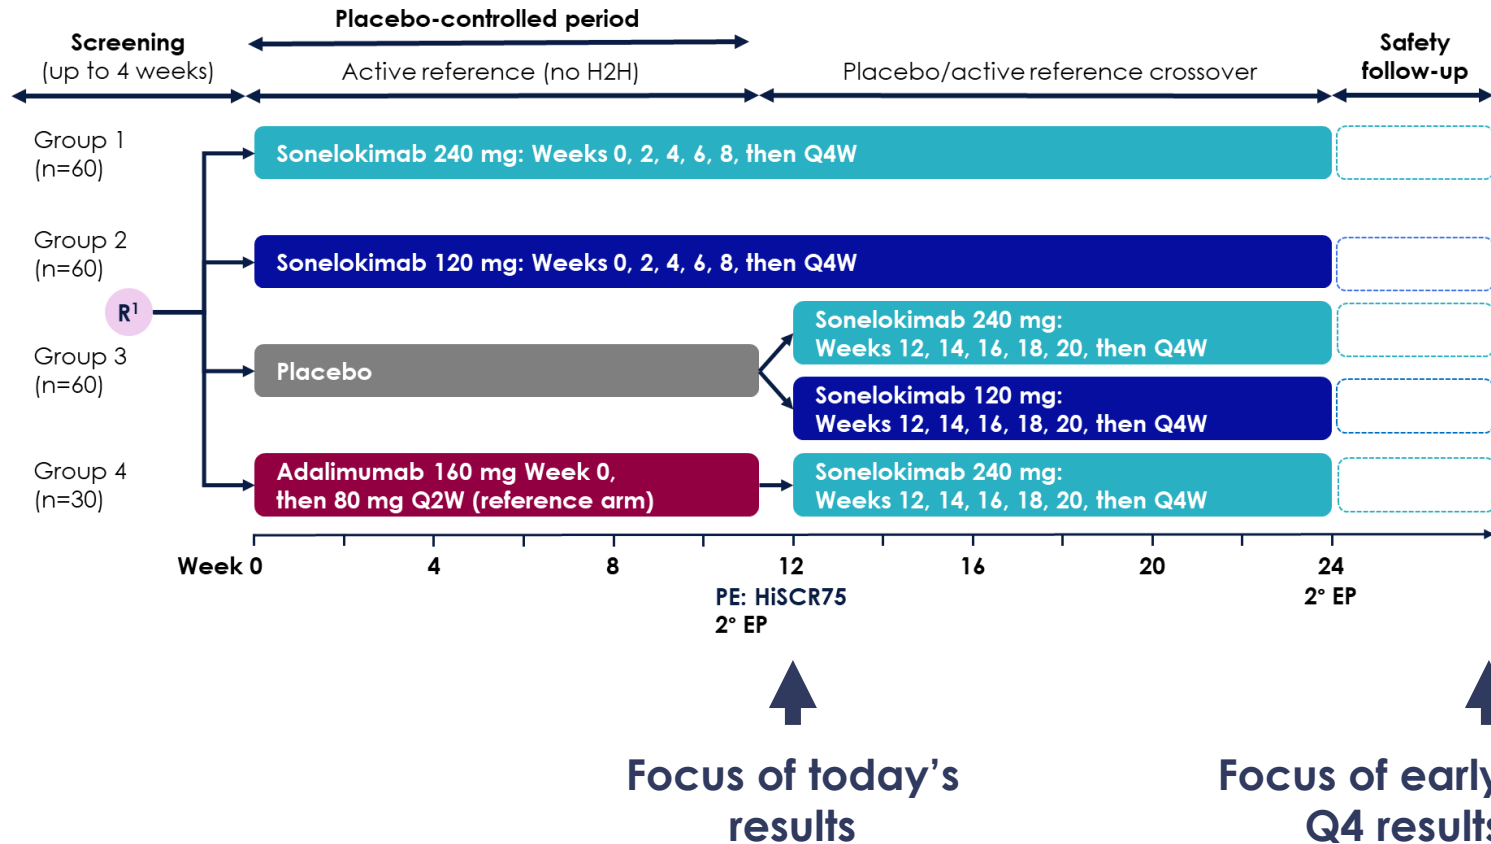 Placebo-controlled period
Screening
(up to 4 weeks)
Active reference (no H2H)
Placebo/active reference crossover
Safety
follow-up
Group 1
(n=60)
Sonelokimab 240 mg: Weeks 0, 2, 4, 6, 8, then Q4W
Group 2
(n=60)
Sonelokimab 120 mg: Weeks 0, 2, 4, 6, 8, then Q4W
R¹
Group 3
(n=60)
Placebo
Sonelokimab 240 mg:
Weeks 12, 14, 16, 18, 20, then Q4W
Sonelokimab 120 mg:
Weeks 12, 14, 16, 18, 20, then Q4W
Group 4
(n=30)
Adalimumab 160 mg Week 0,
then 80 mg Q2W (reference arm)
Sonelokimab 240 mg:
Weeks 12, 14, 16, 18, 20, then Q4W
Week 0 4 8 12 16 20 24
PE: HiSCR75
2° EP
2° EP
Focus of today’s
results
Focus of early
Q4 results